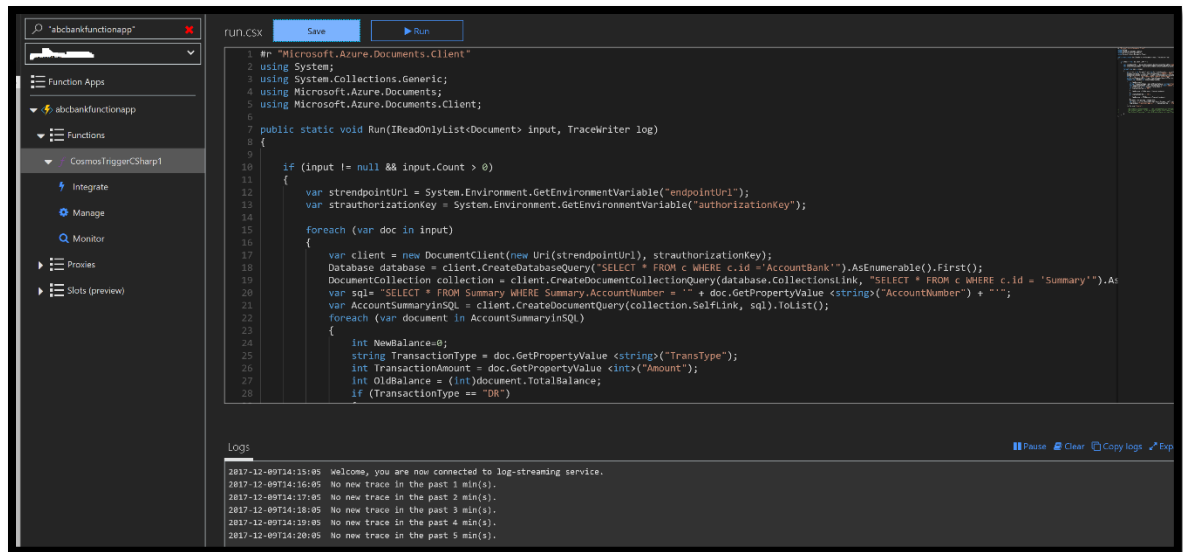 "abcbankfunctionapp"
Function Apps
abcbankfunctionapp
Functions
CosmosTriggerCSharp1
Integrate
Manage
Monitor
Proxies
Slots (preview)
run.csx Save Run
1 #r "Microsoft.Azure.Documents.Client"
2 using System;
3 using System.Collections.Generic;
4 using Microsoft.Azure.Documents;
5 using Microsoft.Azure.Documents.Client;
6
7 public static void Run(IReadOnlyList<Document> input, TraceWriter log)
8 {
9
10 if (input != null && input.Count > 0)
11 {
12 var strendpointUrl = System.Environment.GetEnvironmentVariable("endpointUrl");
13 var strauthorizationKey = System.Environment.GetEnvironmentVariable("authorizationKey");
14
15 foreach (var doc in input)
16 {
17 var client = new DocumentClient(new Uri(strendpointUrl), strauthorizationKey);
18 Database database = client.CreateDatabaseQuery("SELECT * FROM c WHERE c.id ='AccountBank'").AsEnumerable().First();
19 DocumentCollection collection = client.CreateDocumentCollectionQuery(database.CollectionsLink, "SELECT * FROM c WHERE c.id = 'Summary'").As
20 var sql= "SELECT * FROM Summary WHERE Summary.AccountNumber = '" + doc.GetPropertyValue <string>("AccountNumber") + "'";
21 var AccountSummaryinSQL = client.CreateDocumentQuery(collection.SelfLink, sql).ToList();
22 foreach (var document in AccountSummaryinSQL)
23 {
24 int NewBalance=0;
25 string TransactionType = doc.GetPropertyValue <string>("TransType");
26 int TransactionAmount = doc.GetPropertyValue <int>("Amount");
27 int OldBalance = (int)document.TotalBalance;
28 if (TransactionType == "DR")
Logs Pause Clear Copy logs Exp
2017-12-09T14:15:05 Welcome, you are now connected to log-streaming service.
2017-12-09T14:16:05 No new trace in the past 1 min(s).
2017-12-09T14:17:05 No new trace in the past 2 min(s).
2017-12-09T14:18:05 No new trace in the past 3 min(s).
2017-12-09T14:19:05 No new trace in the past 4 min(s).
2017-12-09T14:20:05 No new trace in the past 5 min(s).